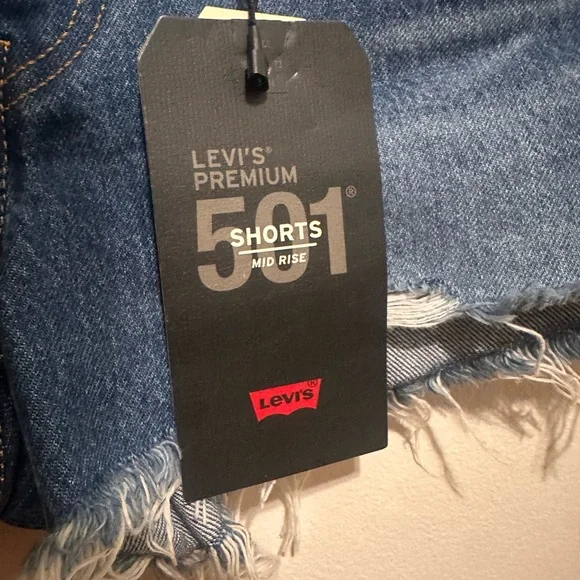 LEVI'S®
PREMIUM
501®
SHORTS
MID RISE
Levi's®